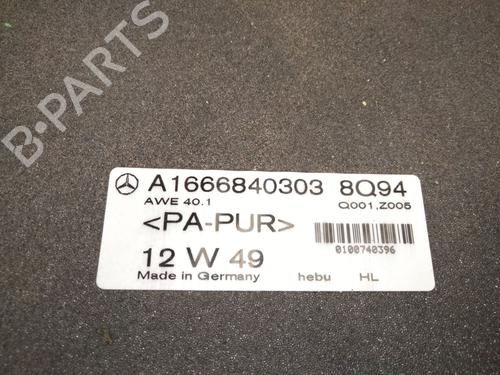 B-PARTS
A1666840303 8Q94
AWE 40.1 Q001,Z005
<PA-PUR>
12 W 49 0100740396
Made in Germany hebu HL